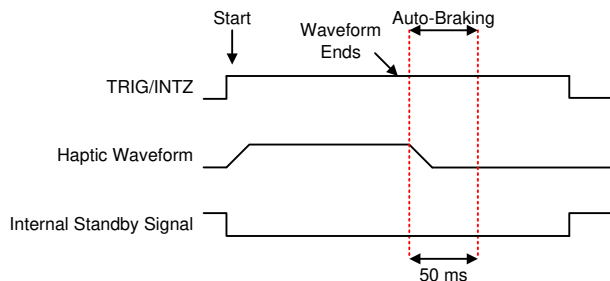 Start
Waveform
Ends
Auto-Braking
TRIG/INTZ
Haptic Waveform
Internal Standby Signal
50 ms